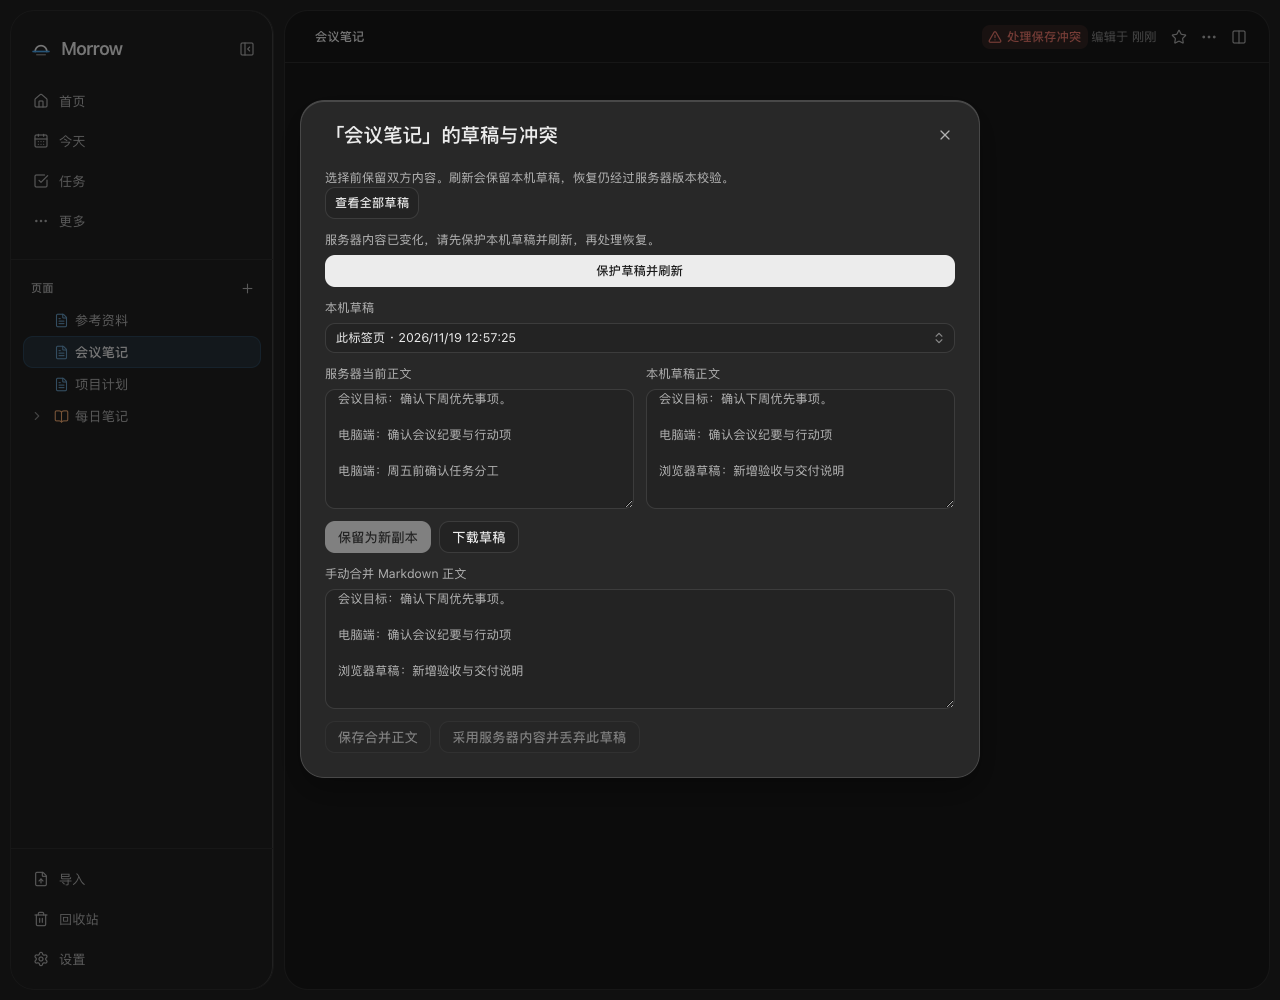 Morrow
首页
今天
任务
更多
页面
参考资料
会议笔记
项目计划
每日笔记
导入
回收站
设置
会议笔记
处理保存冲突
编辑于 刚刚
「会议笔记」的草稿与冲突
选择前保留双方内容。刷新会保留本机草稿，恢复仍经过服务器版本校验。
查看全部草稿
服务器内容已变化，请先保护本机草稿并刷新，再处理恢复。
保护草稿并刷新
本机草稿
此标签页 · 2026/11/19 12:57:25
服务器当前正文
会议目标：确认下周优先事项。
电脑端：确认会议纪要与行动项
电脑端：周五前确认任务分工
本机草稿正文
会议目标：确认下周优先事项。
电脑端：确认会议纪要与行动项
浏览器草稿：新增验收与交付说明
保留为新副本
下载草稿
手动合并 Markdown 正文
会议目标：确认下周优先事项。
电脑端：确认会议纪要与行动项
浏览器草稿：新增验收与交付说明
保存合并正文
采用服务器内容并丢弃此草稿